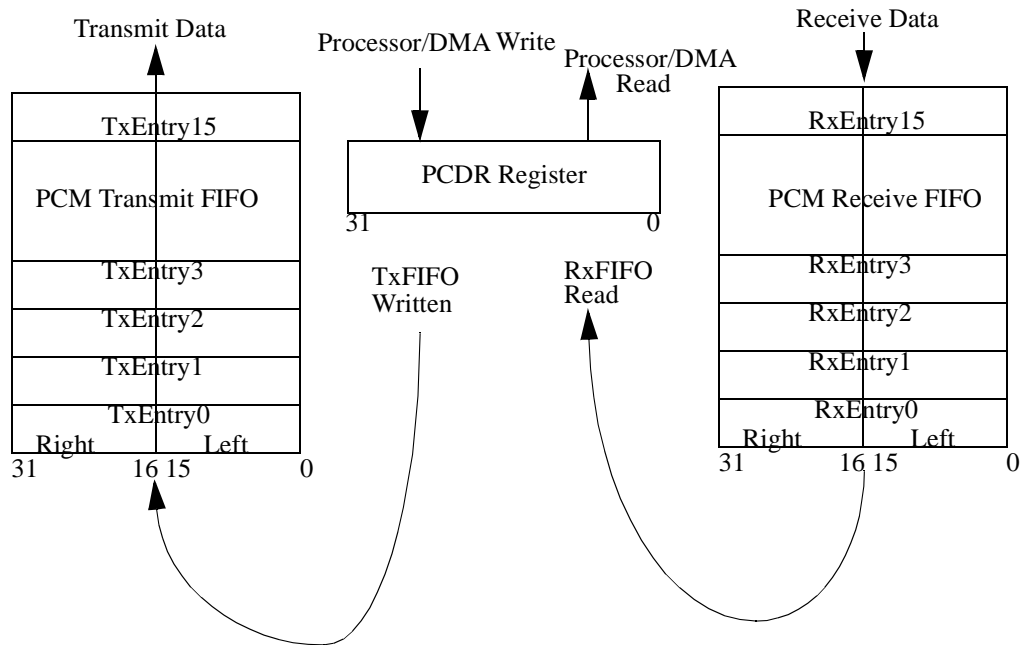 Transmit Data
TxEntry15
PCM Transmit FIFO
TxEntry3
TxEntry2
TxEntry1
TxEntry0
Right Left
31 16 15 0
Processor/DMA Write
Processor/DMA
Read
PCDR Register
31 0
TxFIFO
Written
RxFIFO
Read
Receive Data
RxEntry15
PCM Receive FIFO
RxEntry3
RxEntry2
RxEntry1
RxEntry0
Right Left
31 16 15 0